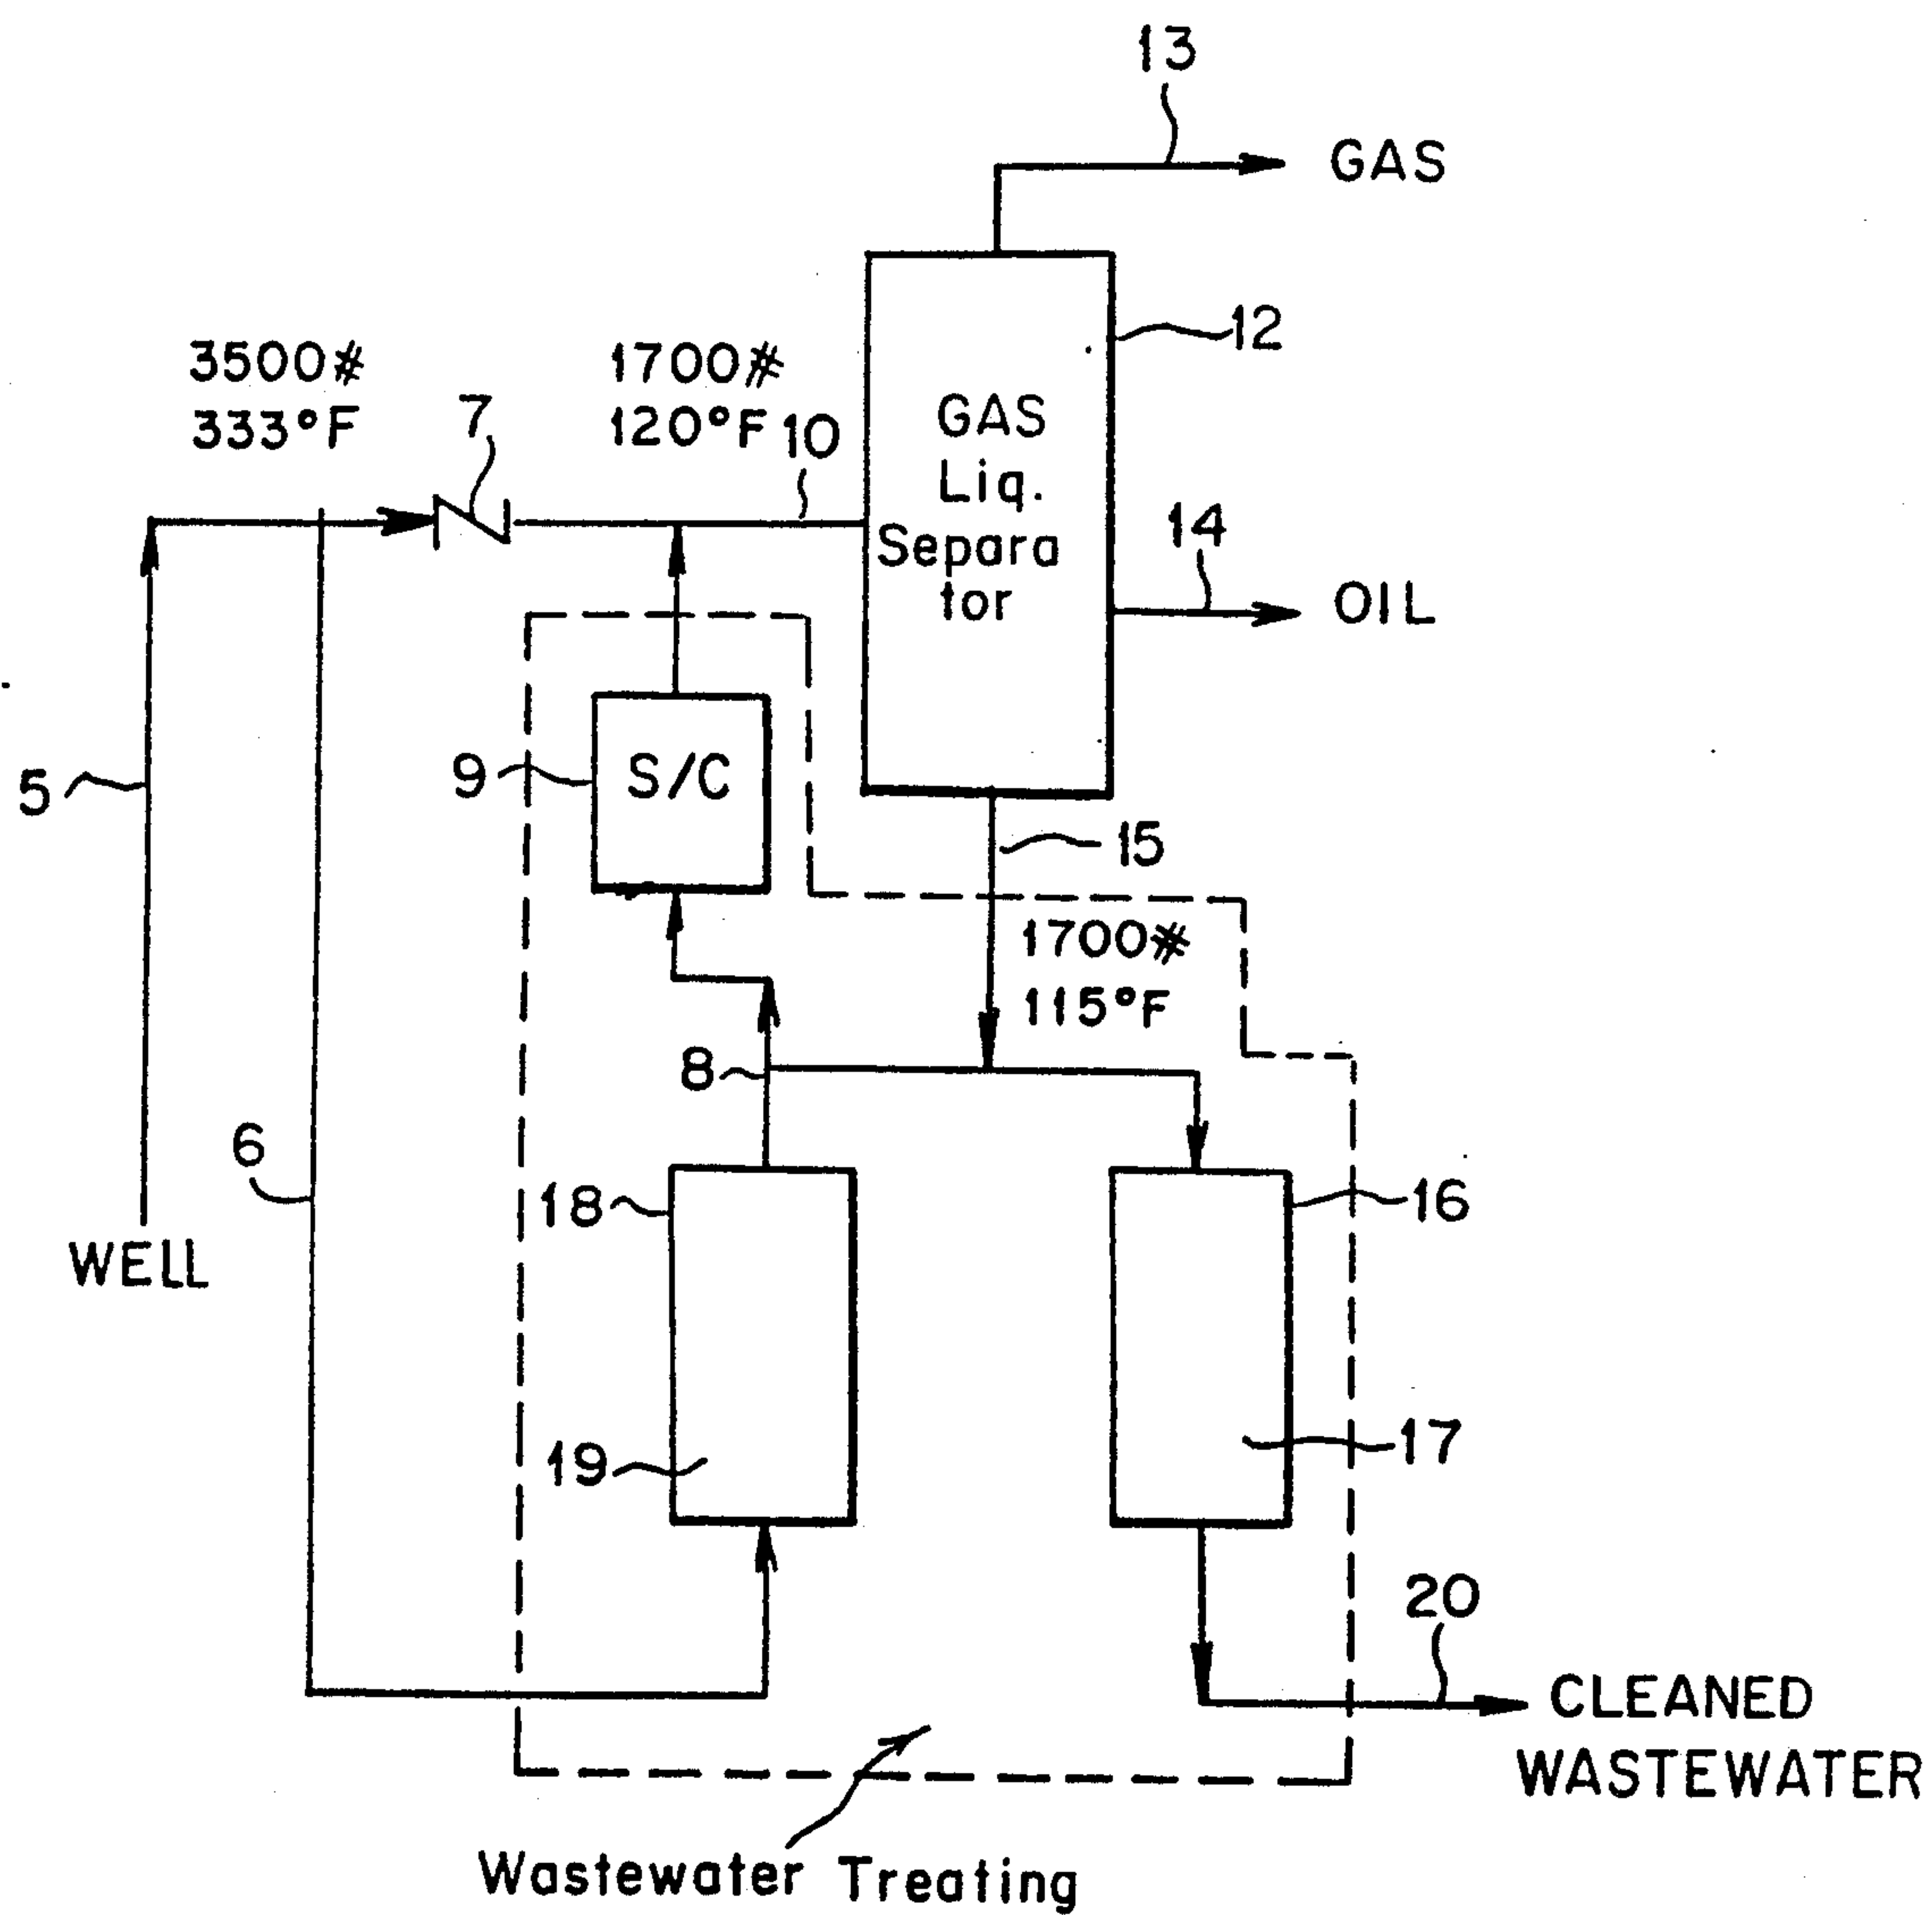 13
GAS
12
3500#
333°F
7
1700#
120°F
10
GAS
Liq.
Separa
tor
14
OIL
5
9
S/C
15
1700#
115°F
8
6
18
16
WELL
19
17
20
CLEANED
WASTEWATER
Wastewater Treating